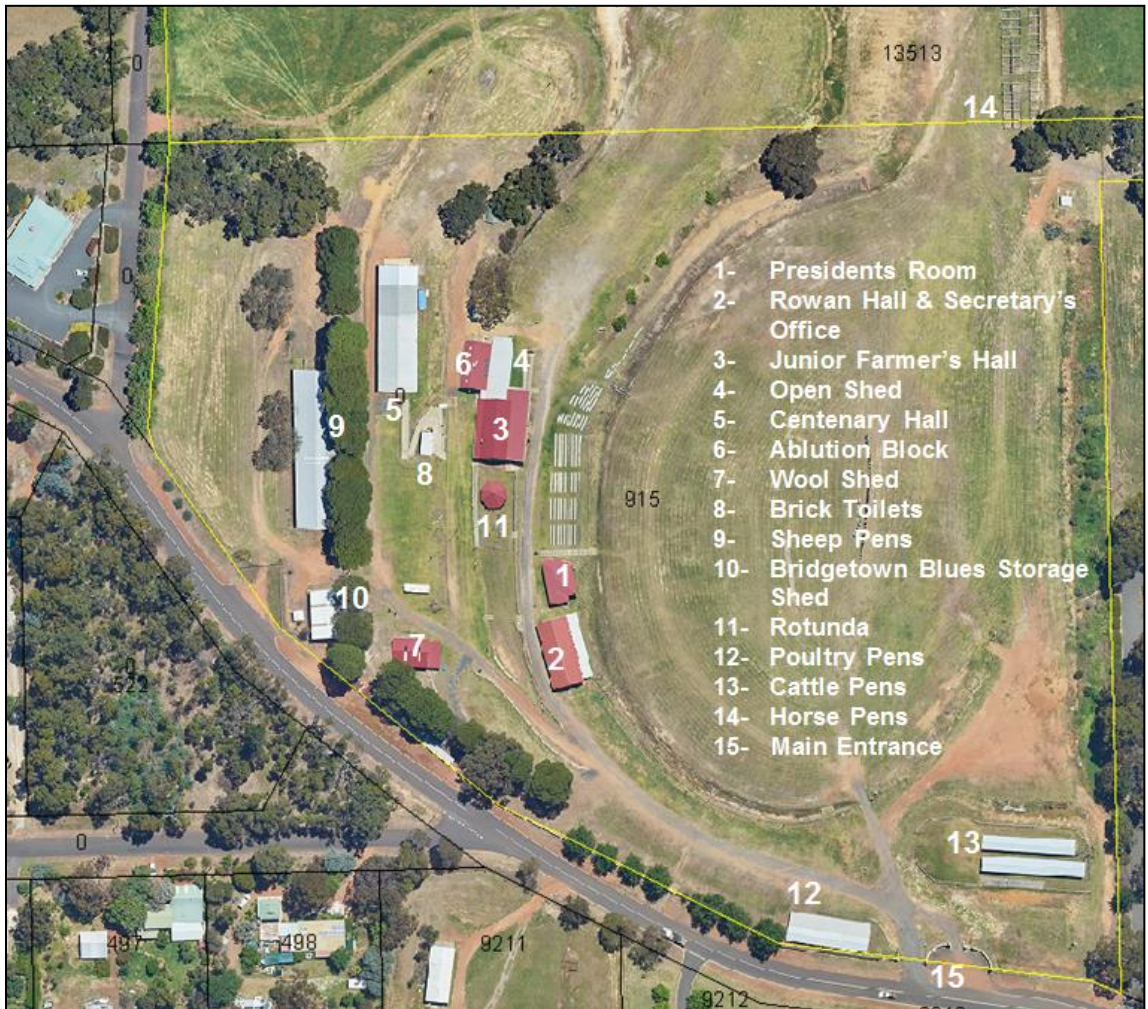 13513
0
14
0
1- Presidents Room
2- Rowan Hall & Secretary's
Office
3- Junior Farmer's Hall
4- Open Shed
5- Centenary Hall
6- Ablution Block
7- Wool Shed
8- Brick Toilets
9- Sheep Pens
10- Bridgetown Blues Storage
Shed
11- Rotunda
12- Poultry Pens
13- Cattle Pens
14- Horse Pens
15- Main Entrance
6
4
0
5
9
3
8
11
915
1
10
7
2
0
522
0
13
12
497
498
9211
15
9212